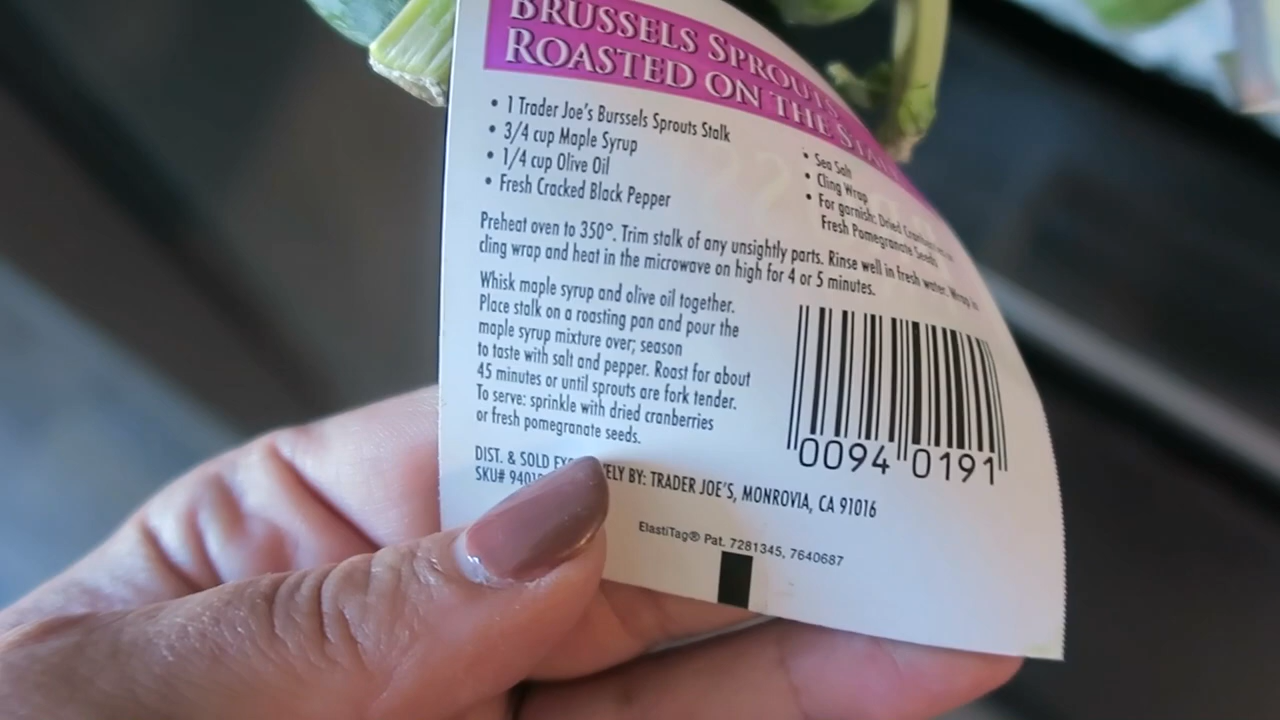 BRUSSELS SPROUTS
ROASTED ON THE STALK
• 1 Trader Joe's Burssels Sprouts Stalk
• 3/4 cup Maple Syrup
• 1/4 cup Olive Oil
• Fresh Cracked Black Pepper
• Sea Salt
• Cling Wrap
• For garnish: Dried
Fresh Pomegranate Seeds
Preheat oven to 350°. Trim stalk of any unsightly parts. Rinse well in fresh water. Wrap in
cling wrap and heat in the microwave on high for 4 or 5 minutes.
Whisk maple syrup and olive oil together.
Place stalk on a roasting pan and pour the
maple syrup mixture over; season
to taste with salt and pepper. Roast for about
45 minutes or until sprouts are fork tender.
To serve: sprinkle with dried cranberries
or fresh pomegranate seeds.
0094 0191
DIST. & SOLD BY: TRADER JOE'S, MONROVIA, CA 91016
SKU#
ElastiTag® Pat. 7281345, 7640687